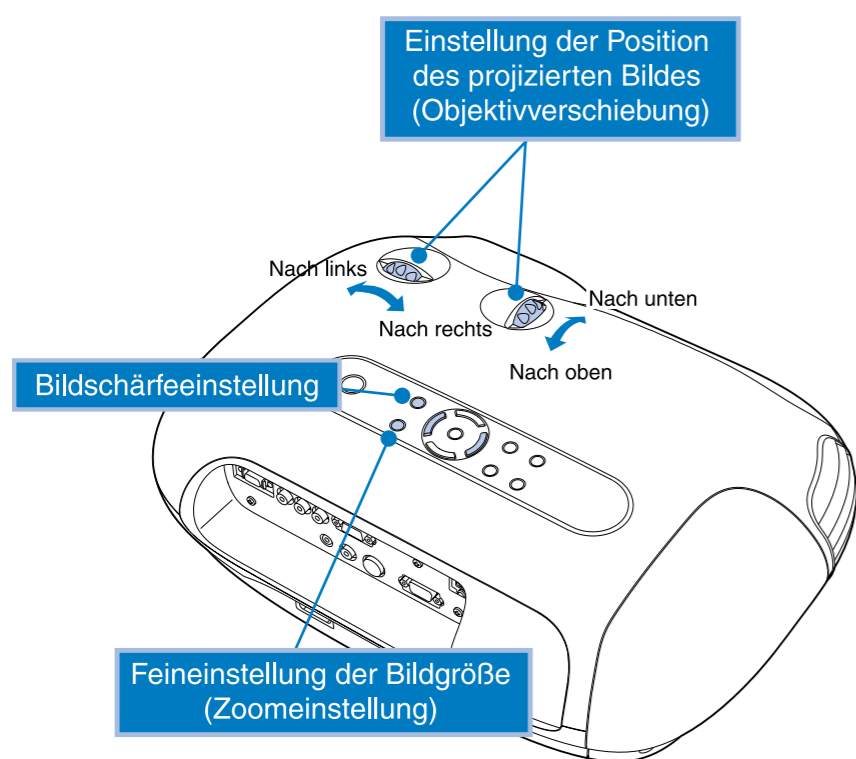 Einstellung der Position
des projizierten Bildes
(Objektivverschiebung)
Nach links
Nach rechts
Nach unten
Nach oben
Bildschärfeeinstellung
Feineinstellung der Bildgröße
(Zoomeinstellung)